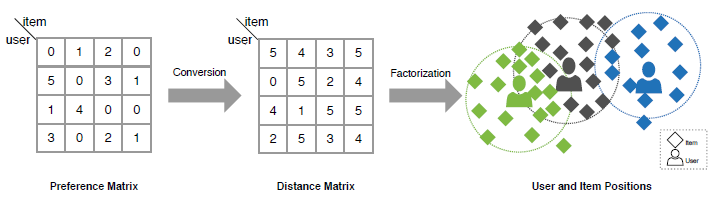 item
user
0 1 2 0
5 0 3 1
1 4 0 0
3 0 2 1
Preference Matrix
Conversion
item
user
5 4 3 5
0 5 2 4
4 1 5 5
2 5 3 4
Distance Matrix
Factorization
Item
User
User and Item Positions